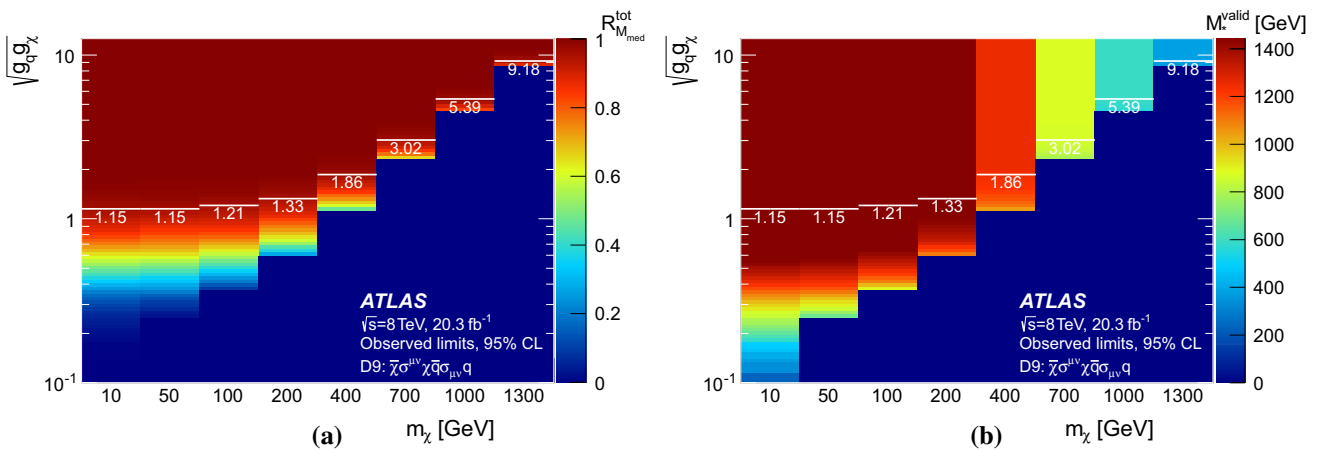 √g_q g_χ
R^tot_M_med
10
1
10⁻¹
1.15
1.15
1.21
1.33
1.86
3.02
5.39
9.18
ATLAS
√s=8 TeV, 20.3 fb⁻¹
Observed limits, 95% CL
D9: χ̄σ^μν χq̄σ_μν q
1
0.8
0.6
0.4
0.2
0
10 50 100 200 400 700 1000 1300
m_χ [GeV]
(a)
√g_q g_χ
M_*^valid [GeV]
10
1
10⁻¹
1.15
1.15
1.21
1.33
1.86
3.02
5.39
9.18
ATLAS
√s=8 TeV, 20.3 fb⁻¹
Observed limits, 95% CL
D9: χ̄σ^μν χq̄σ_μν q
1400
1200
1000
800
600
400
200
0
10 50 100 200 400 700 1000 1300
m_χ [GeV]
(b)